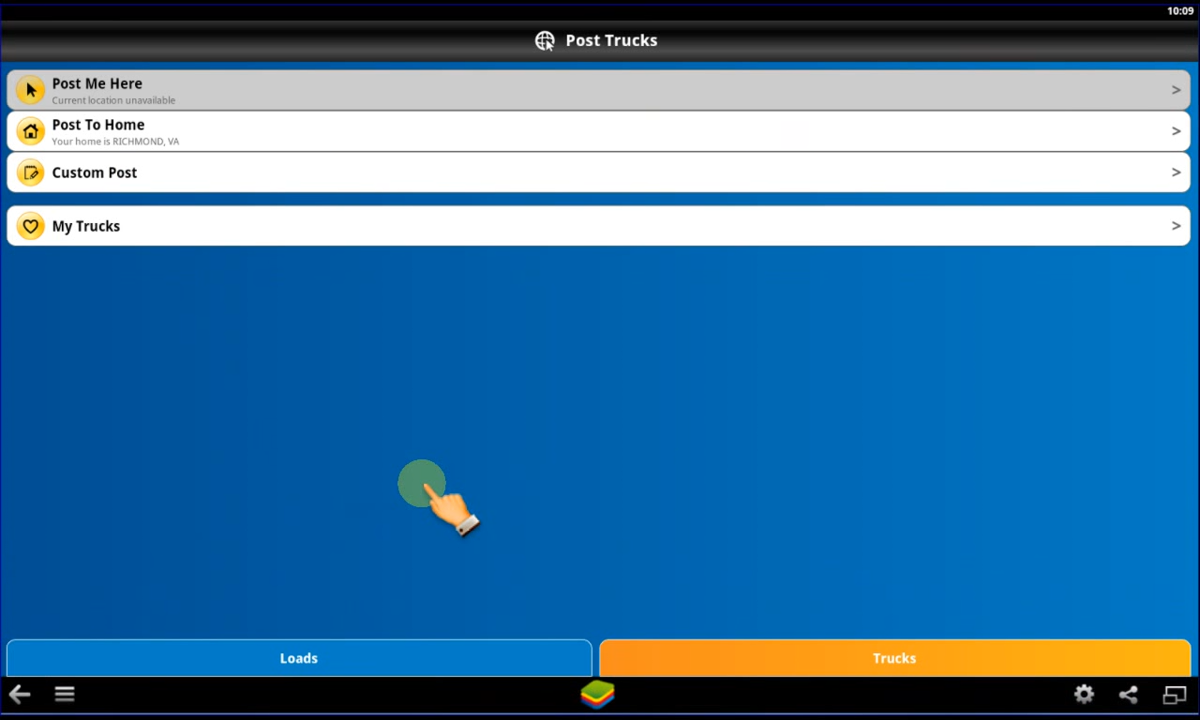 10:09
Post Trucks
Post Me Here
Current location unavailable
>
Post To Home
Your home is RICHMOND, VA
>
Custom Post
>
My Trucks
>
Loads
Trucks